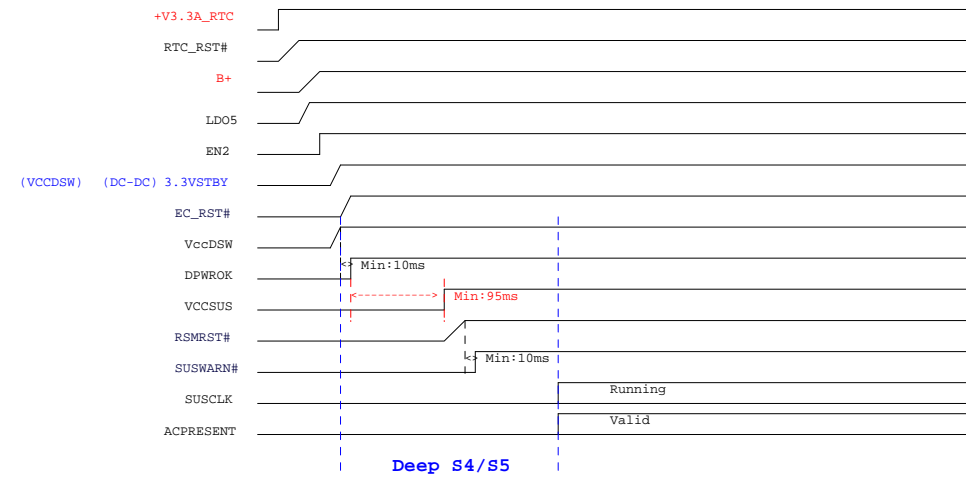 +V3.3A_RTC
RTC_RST#
B+
LDO5
EN2
(VCCDSW) (DC-DC) 3.3VSTBY
EC_RST#
VccDSW
DPWROK
Min:10ms
VCCSUS
Min:95ms
RSMRST#
SUSWARN#
Min:10ms
SUSCLK
Running
ACPRESENT
Valid
Deep S4/S5